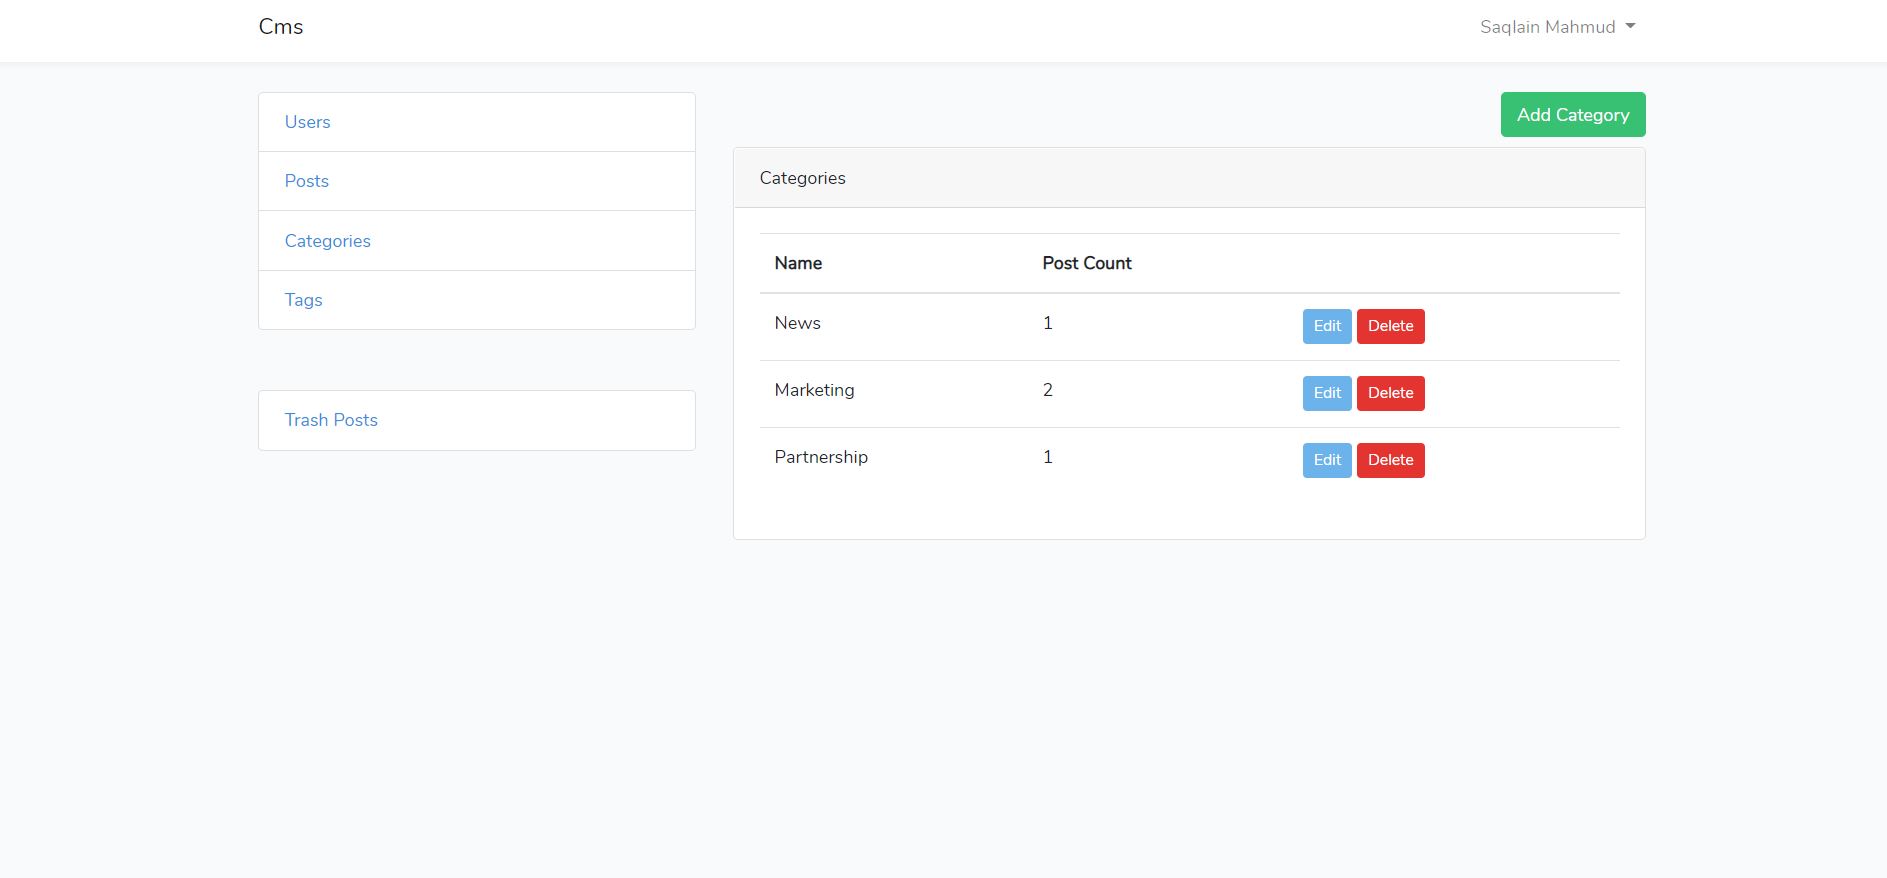 Cms
Saqlain Mahmud
Users
Posts
Categories
Tags
Trash Posts
Add Category
Categories
Name Post Count
News 1 Edit Delete
Marketing 2 Edit Delete
Partnership 1 Edit Delete